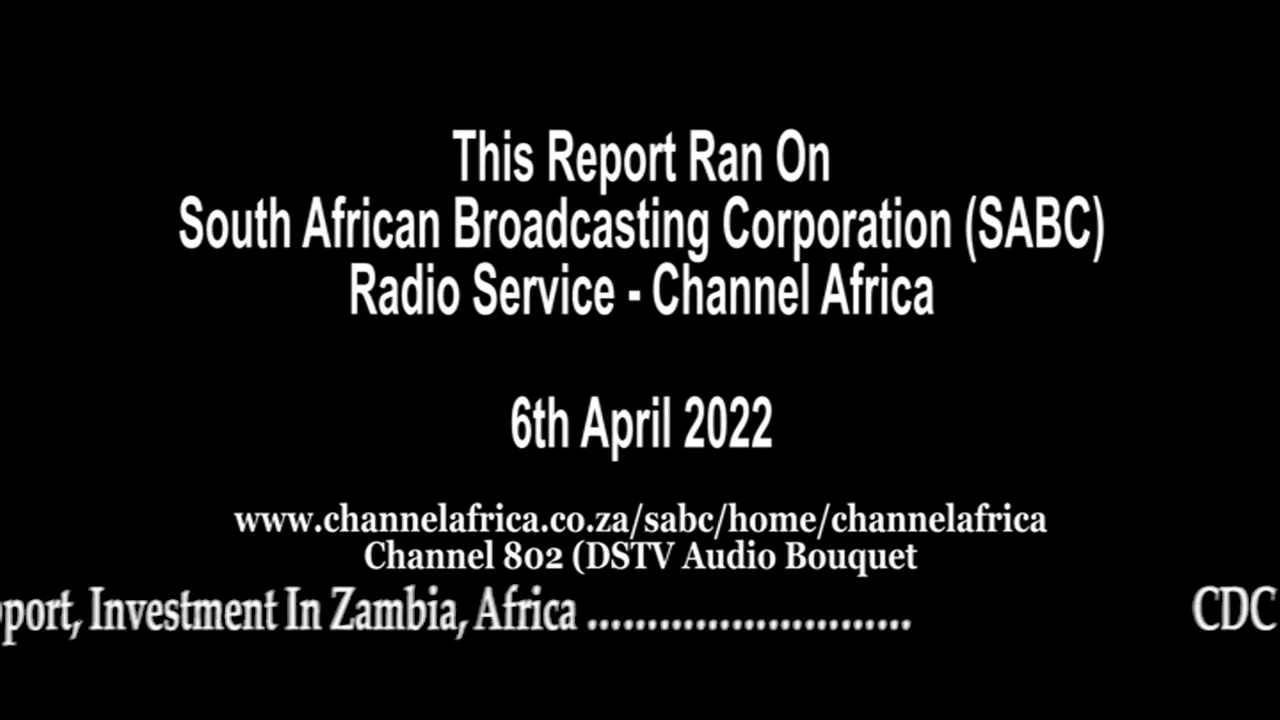 This Report Ran On
South African Broadcasting Corporation (SABC)
Radio Service - Channel Africa
6th April 2022
www.channelafrica.co.za/sabc/home/channelafrica
Channel 802 (DSTV Audio Bouquet
Investment In Zambia, Africa ........................... CDC